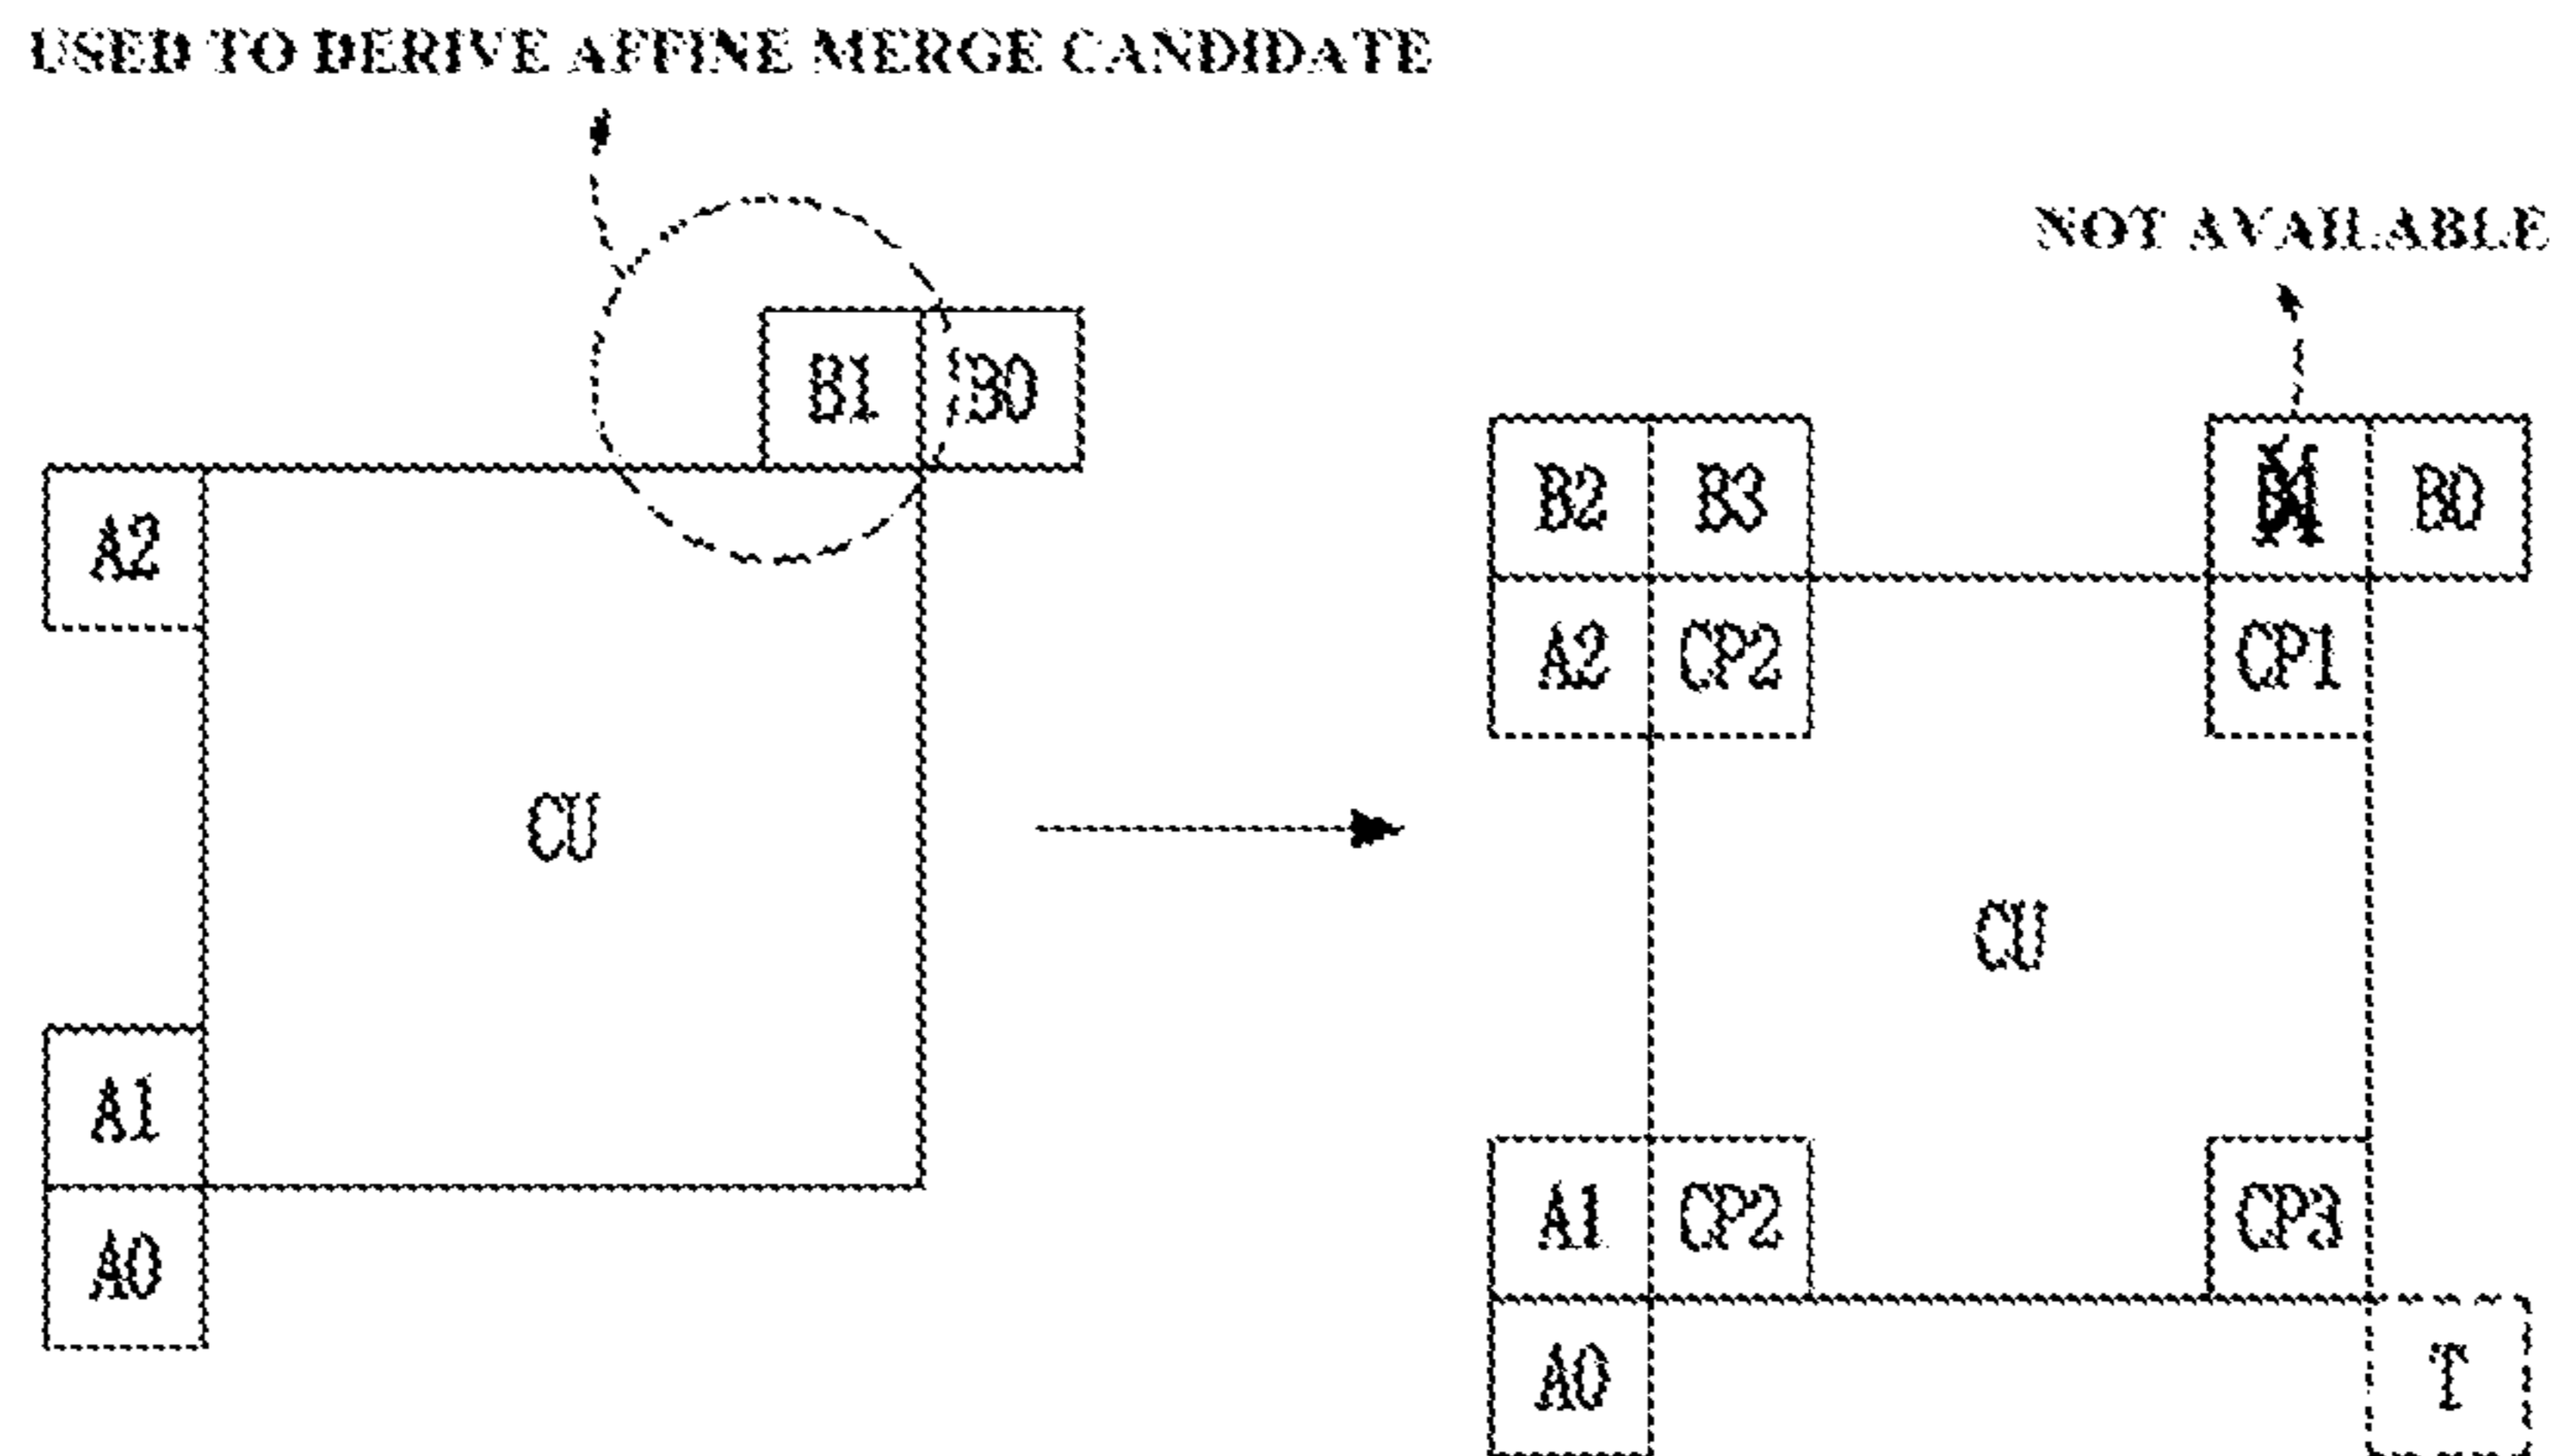 USED TO DERIVE AFFINE MERGE CANDIDATE
NOT AVAILABLE
B1 B0
B2 B3 B0
A2
A2 CP2 CP1
CU
CU
A1
A1 CP2 CP3
A0
A0 T